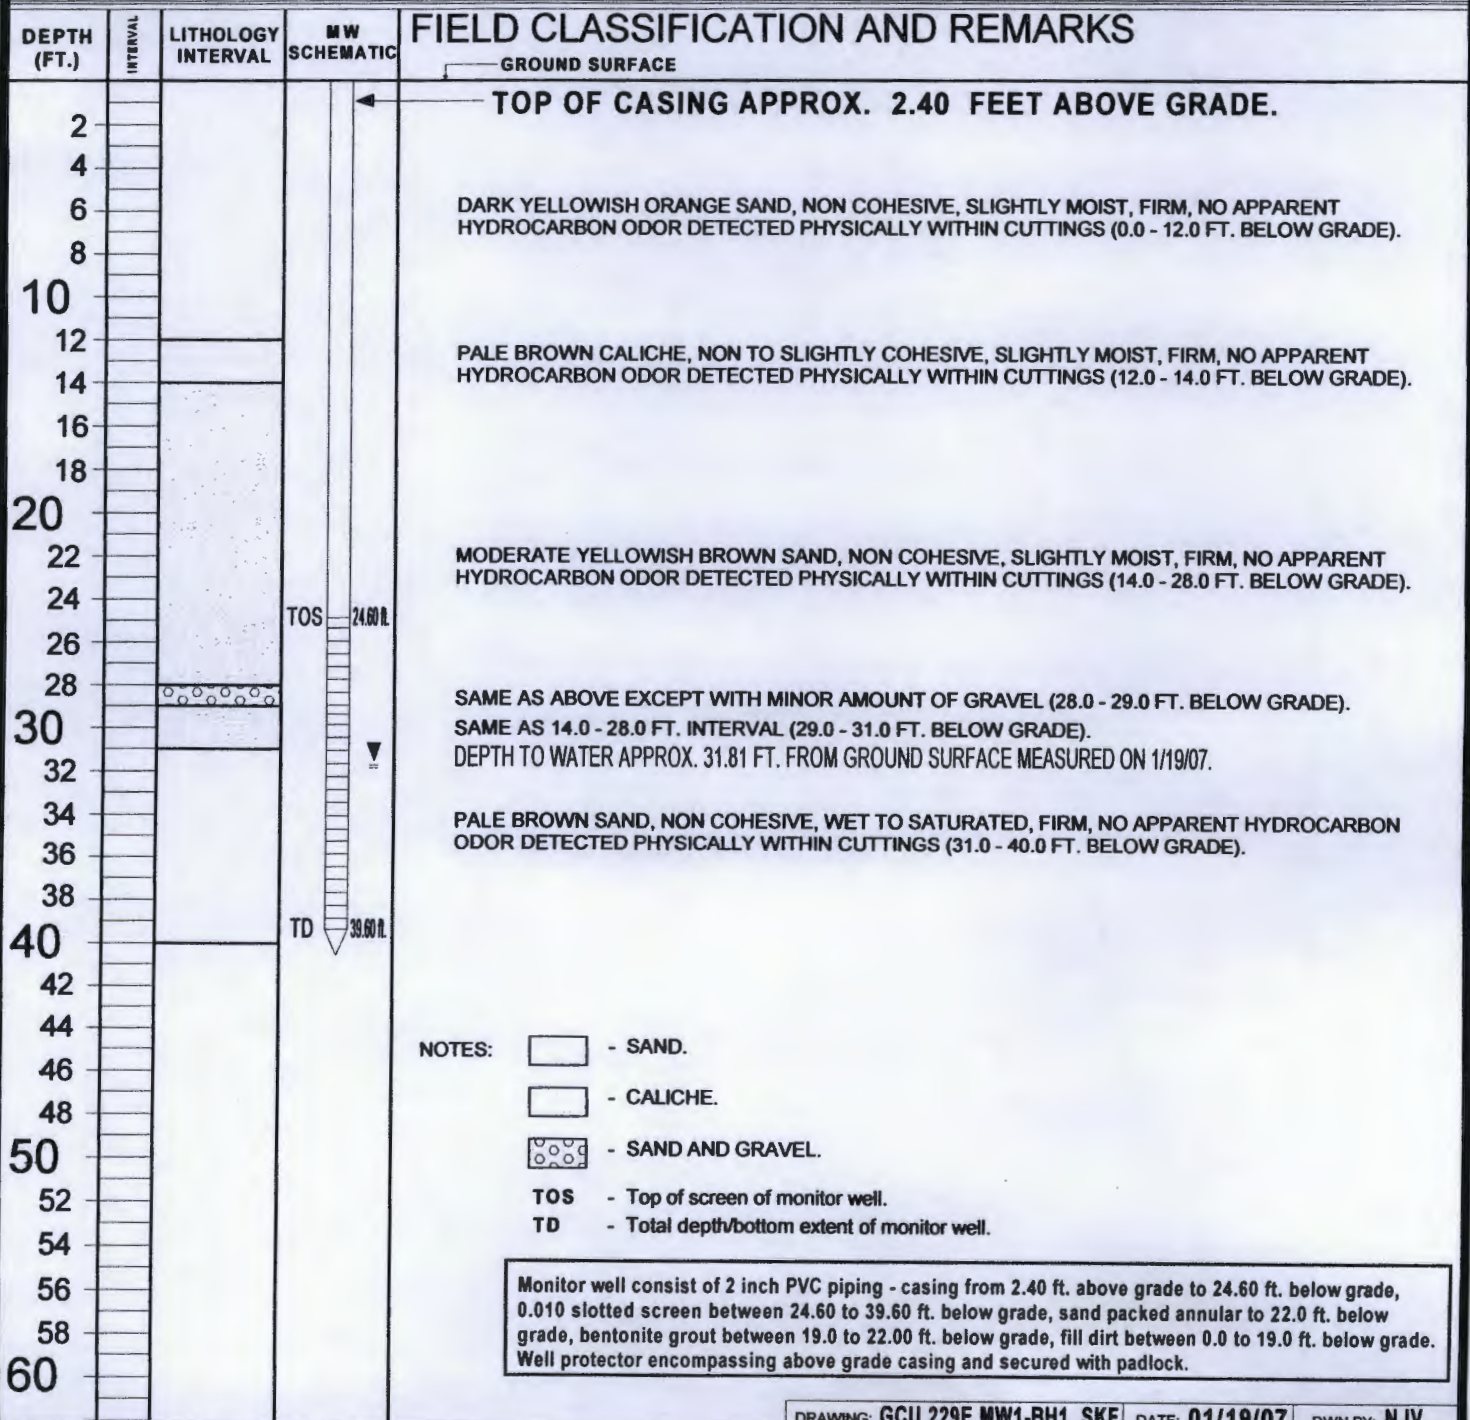 DEPTH (FT.)
INTERVAL
LITHOLOGY INTERVAL
MW SCHEMATIC
FIELD CLASSIFICATION AND REMARKS
GROUND SURFACE
TOP OF CASING APPROX. 2.40 FEET ABOVE GRADE.
2
4
6
DARK YELLOWISH ORANGE SAND, NON COHESIVE, SLIGHTLY MOIST, FIRM, NO APPARENT
HYDROCARBON ODOR DETECTED PHYSICALLY WITHIN CUTTINGS (0.0 - 12.0 FT. BELOW GRADE).
8
10
12
PALE BROWN CALICHE, NON TO SLIGHTLY COHESIVE, SLIGHTLY MOIST, FIRM, NO APPARENT
HYDROCARBON ODOR DETECTED PHYSICALLY WITHIN CUTTINGS (12.0 - 14.0 FT. BELOW GRADE).
14
16
18
20
22
MODERATE YELLOWISH BROWN SAND, NON COHESIVE, SLIGHTLY MOIST, FIRM, NO APPARENT
HYDROCARBON ODOR DETECTED PHYSICALLY WITHIN CUTTINGS (14.0 - 28.0 FT. BELOW GRADE).
24
TOS 24.60 ft.
26
28
SAME AS ABOVE EXCEPT WITH MINOR AMOUNT OF GRAVEL (28.0 - 29.0 FT. BELOW GRADE).
30
SAME AS 14.0 - 28.0 FT. INTERVAL (29.0 - 31.0 FT. BELOW GRADE).
DEPTH TO WATER APPROX. 31.81 FT. FROM GROUND SURFACE MEASURED ON 1/19/07.
32
34
PALE BROWN SAND, NON COHESIVE, WET TO SATURATED, FIRM, NO APPARENT HYDROCARBON
ODOR DETECTED PHYSICALLY WITHIN CUTTINGS (31.0 - 40.0 FT. BELOW GRADE).
36
38
TD 39.60 ft.
40
42
44
NOTES: - SAND.
46
- CALICHE.
48
50
- SAND AND GRAVEL.
52
TOS - Top of screen of monitor well.
TD - Total depth/bottom extent of monitor well.
54
56
58
60
Monitor well consist of 2 inch PVC piping - casing from 2.40 ft. above grade to 24.60 ft. below grade,
0.010 slotted screen between 24.60 to 39.60 ft. below grade, sand packed annular to 22.0 ft. below
grade, bentonite grout between 19.0 to 22.00 ft. below grade, fill dirt between 0.0 to 19.0 ft. below grade.
Well protector encompassing above grade casing and secured with padlock.
DRAWING: GCU 229E MW1-BH1. SKF DATE: 01/19/07 DWN BY: NJV